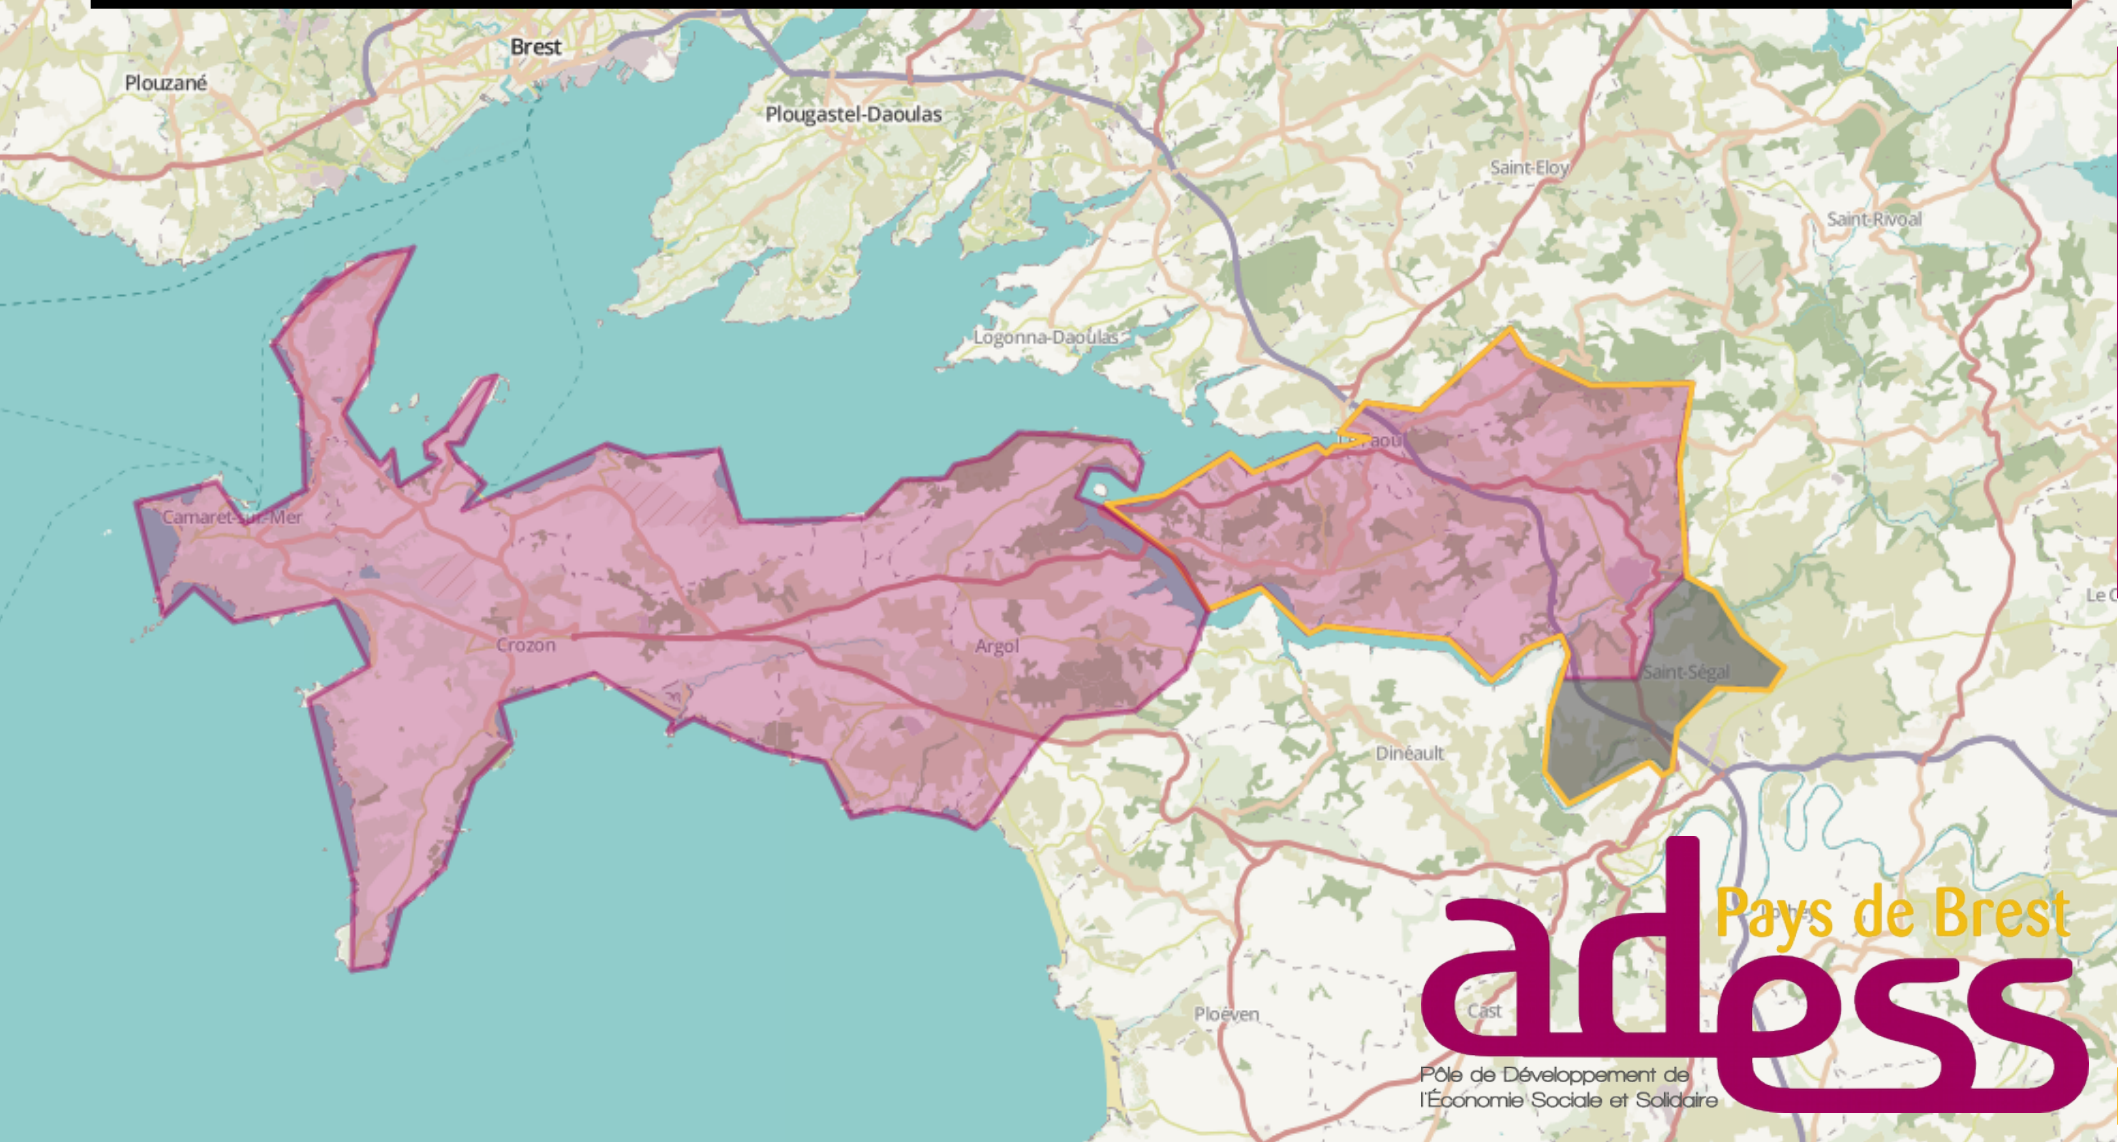 Brest
Plouzané
Plougastel-Daoulas
Saint-Eloy
Saint-Rivoal
Logonna-Daoulas
Camaret-sur-Mer
Crozon
Argol
Saint-Ségal
Dinéault
Ploéven
Cast
Pays de Brest
adess
Pôle de Développement de
l'Économie Sociale et Solidaire